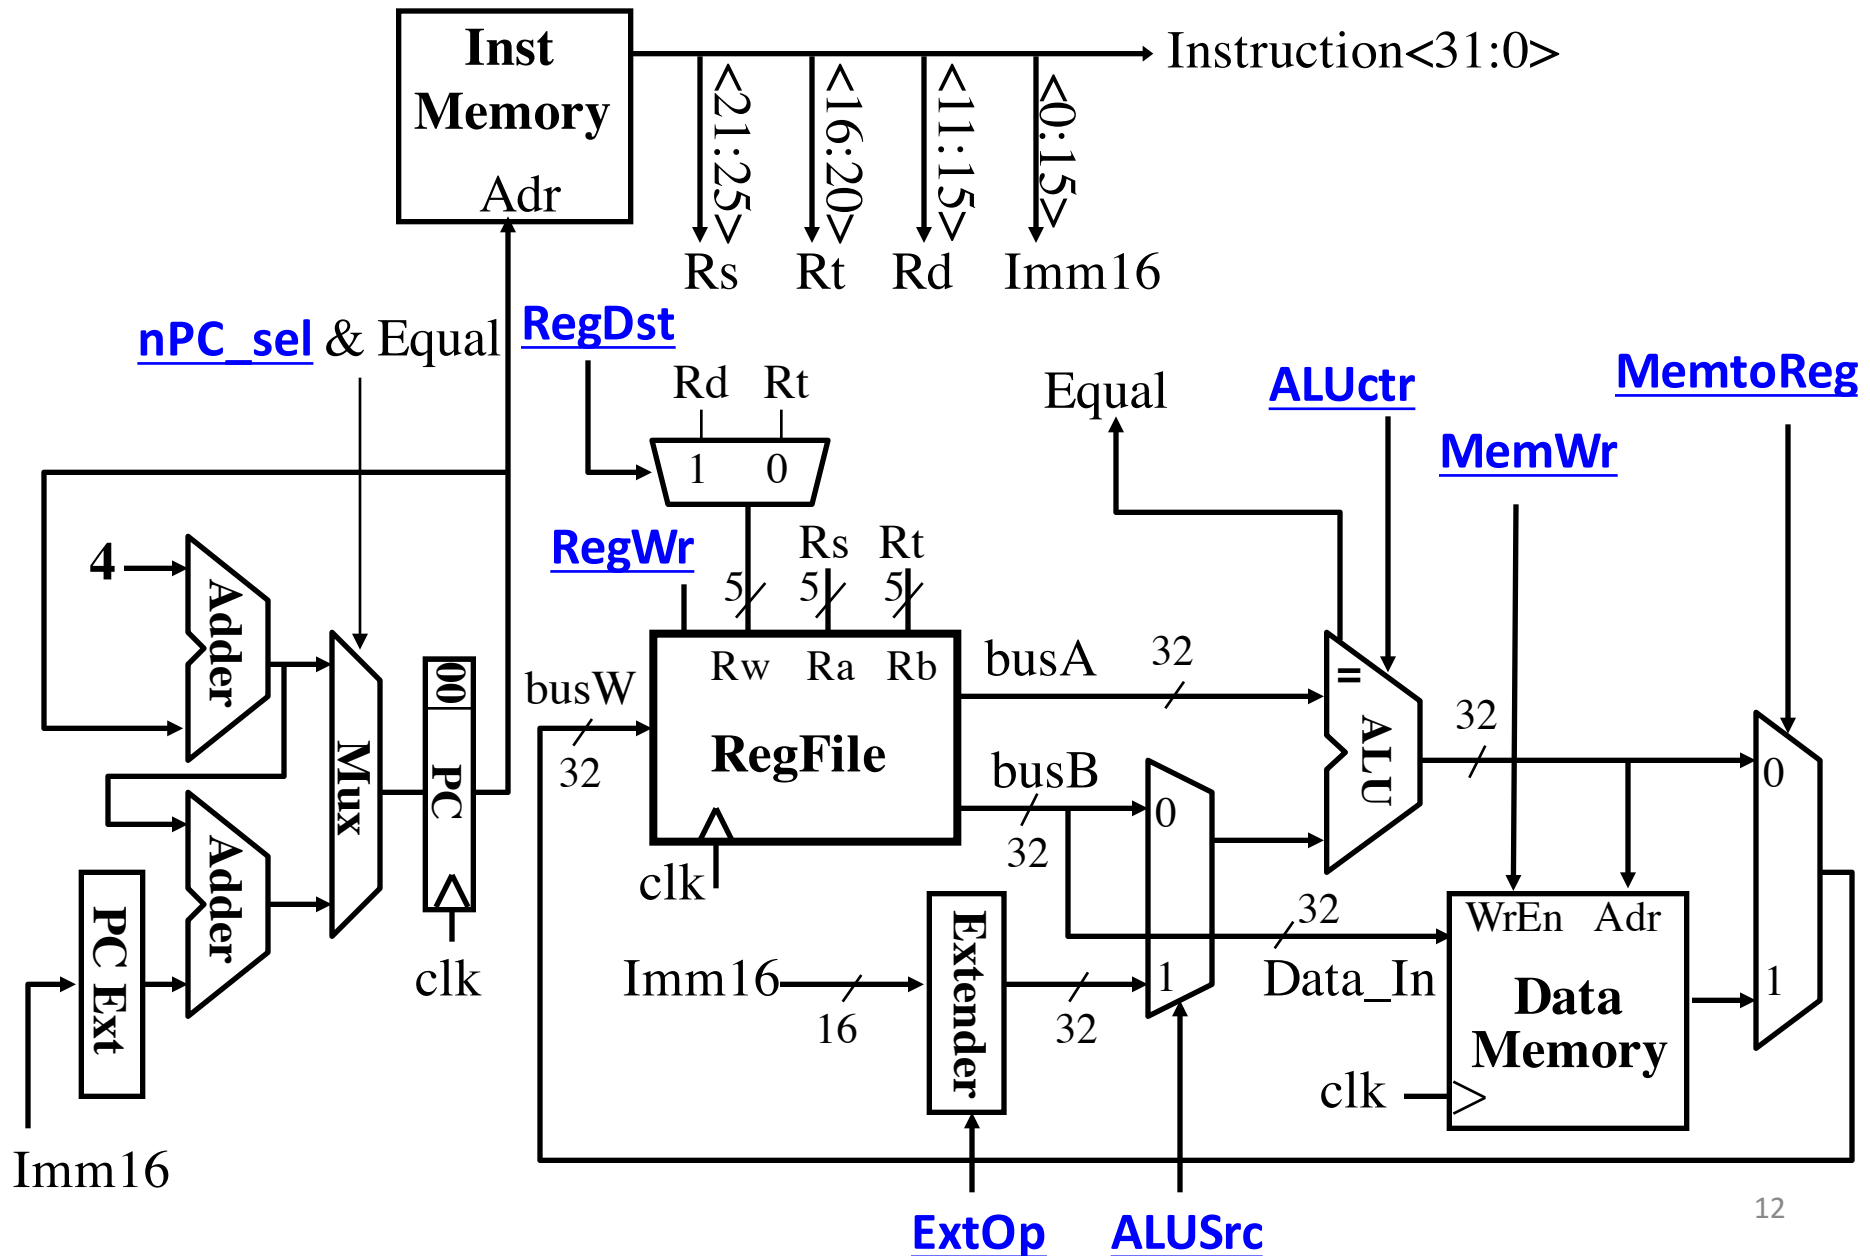 Inst
Memory
Adr
Instruction<31:0>
<21:25>
<16:20>
<11:15>
<0:15>
Rs
Rt
Rd
Imm16
nPC_sel & Equal
RegDst
Rd
Rt
1
0
Equal
ALUctr
MemtoReg
MemWr
RegWr
5
Rs
5
Rt
5
4
Adder
Mux
00
PC
clk
Adder
PC Ext
Imm16
busW
32
Rw
Ra
Rb
RegFile
clk
busA
32
busB
32
0
1
=
ALU
32
Imm16
16
Extender
32
ExtOp
ALUSrc
32
Data_In
WrEn
Adr
Data
Memory
clk
0
1
12